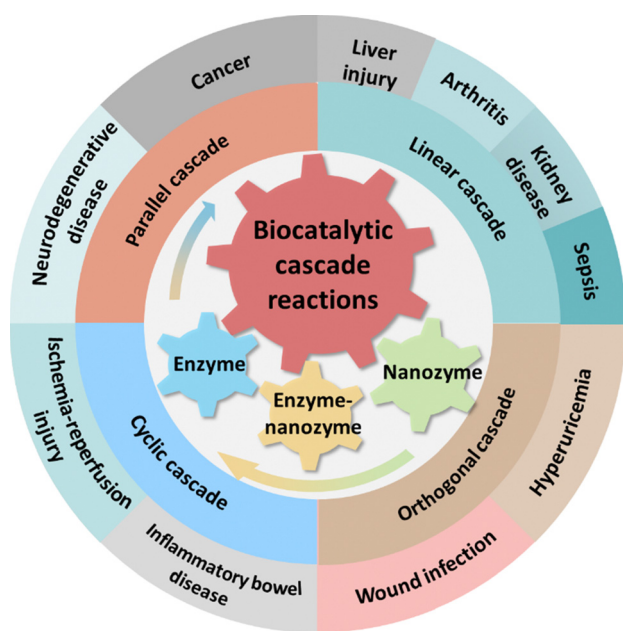 Cancer
Liver
injury
Arthritis
Kidney
disease
Sepsis
Hyperuricemia
Wound infection
Inflammatory bowel
disease
Ischemia-reperfusion
injury
Neurodegenerative
disease
Parallel cascade
Linear cascade
Orthogonal cascade
Cyclic cascade
Biocatalytic
cascade
reactions
Enzyme
Enzyme-
nanozyme
Nanozyme